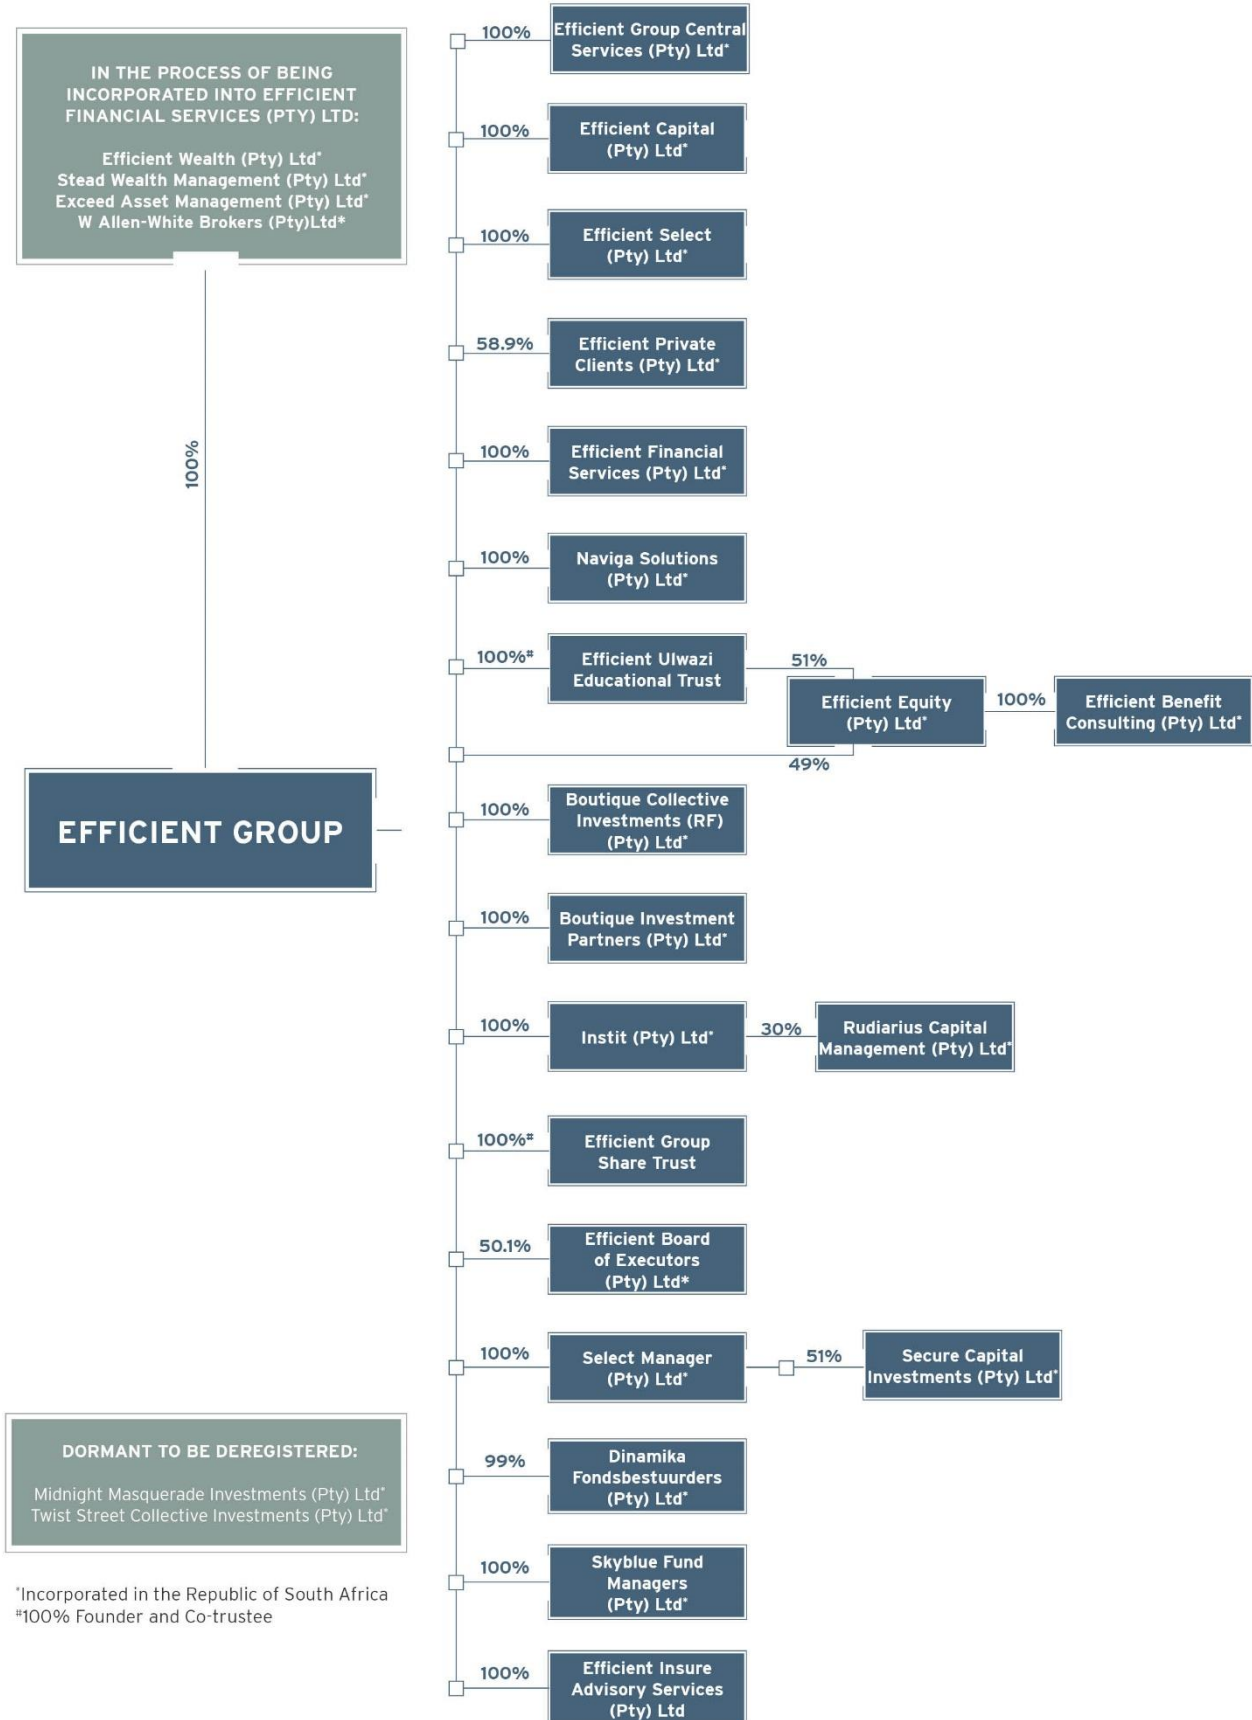 IN THE PROCESS OF BEING
INCORPORATED INTO EFFICIENT
FINANCIAL SERVICES (PTY) LTD:
Efficient Wealth (Pty) Ltd*
Stead Wealth Management (Pty) Ltd*
Exceed Asset Management (Pty) Ltd*
W Allen-White Brokers (Pty)Ltd*
100%
EFFICIENT GROUP
100%
Efficient Group Central
Services (Pty) Ltd*
100%
Efficient Capital
(Pty) Ltd*
100%
Efficient Select
(Pty) Ltd*
58.9%
Efficient Private
Clients (Pty) Ltd*
100%
Efficient Financial
Services (Pty) Ltd*
100%
Naviga Solutions
(Pty) Ltd*
100%#
Efficient Ulwazi
Educational Trust
51%
Efficient Equity
(Pty) Ltd*
100%
Efficient Benefit
Consulting (Pty) Ltd*
49%
100%
Boutique Collective
Investments (RF)
(Pty) Ltd*
100%
Boutique Investment
Partners (Pty) Ltd*
100%
Instit (Pty) Ltd*
30%
Rudiarius Capital
Management (Pty) Ltd*
100%#
Efficient Group
Share Trust
50.1%
Efficient Board
of Executors
(Pty) Ltd*
100%
Select Manager
(Pty) Ltd*
51%
Secure Capital
Investments (Pty) Ltd*
99%
Dinamika
Fondsbestuurders
(Pty) Ltd*
100%
Skyblue Fund
Managers
(Pty) Ltd*
100%
Efficient Insure
Advisory Services
(Pty) Ltd
DORMANT TO BE DEREGISTERED:
Midnight Masquerade Investments (Pty) Ltd*
Twist Street Collective Investments (Pty) Ltd*
*Incorporated in the Republic of South Africa
#100% Founder and Co-trustee